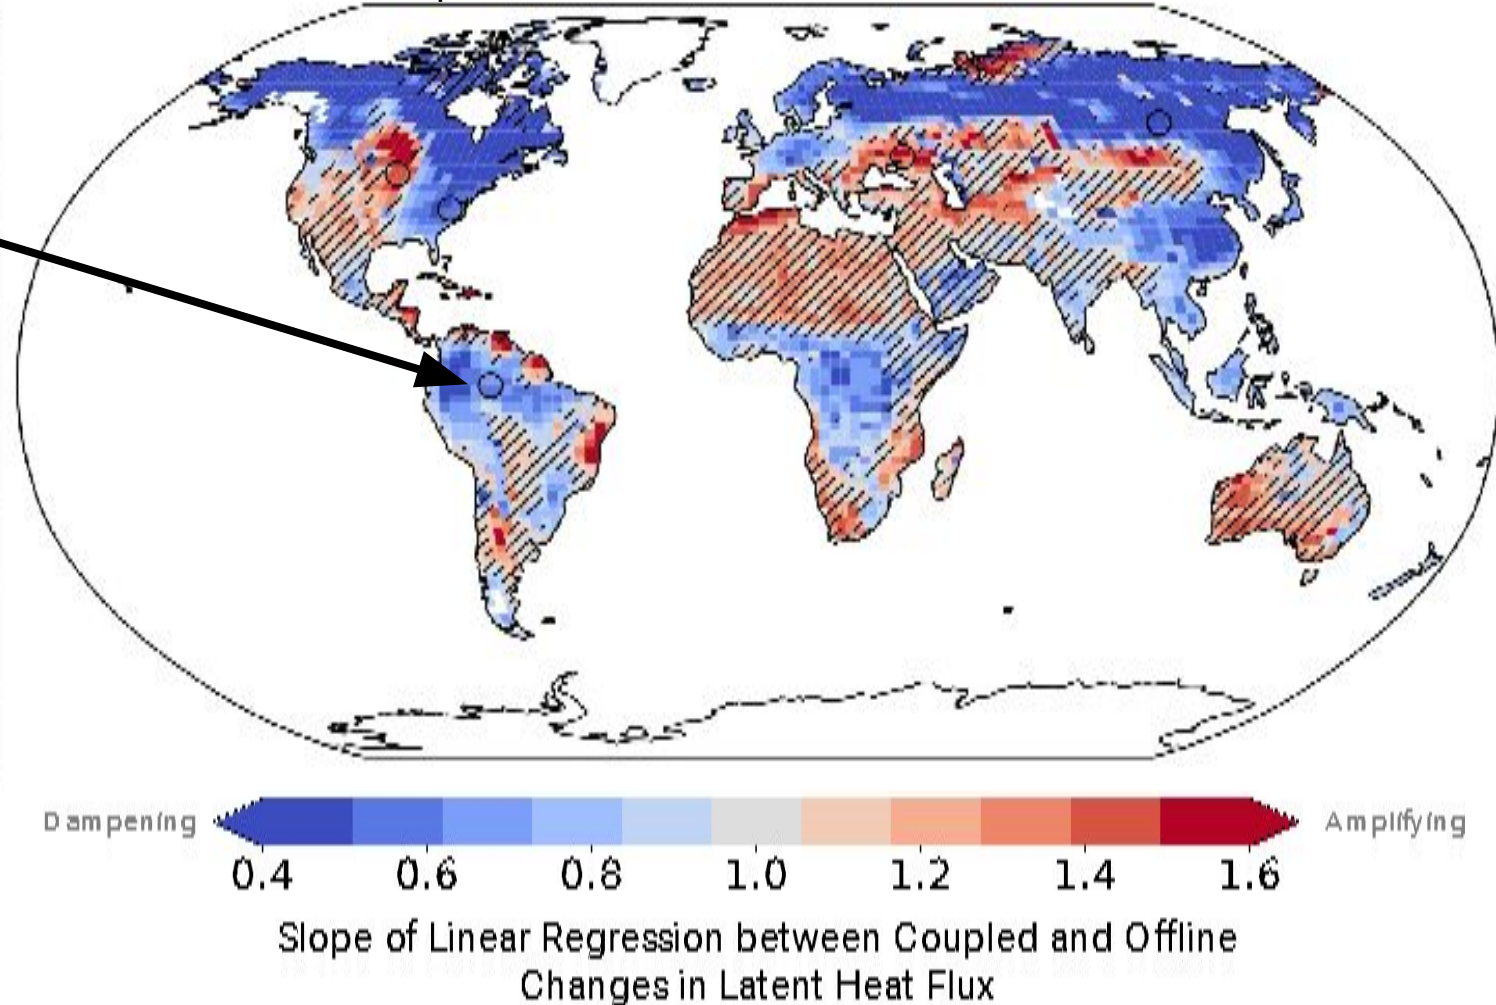 Dampening
Amplifying
0.4 0.6 0.8 1.0 1.2 1.4 1.6
Slope of Linear Regression between Coupled and Offline
Changes in Latent Heat Flux